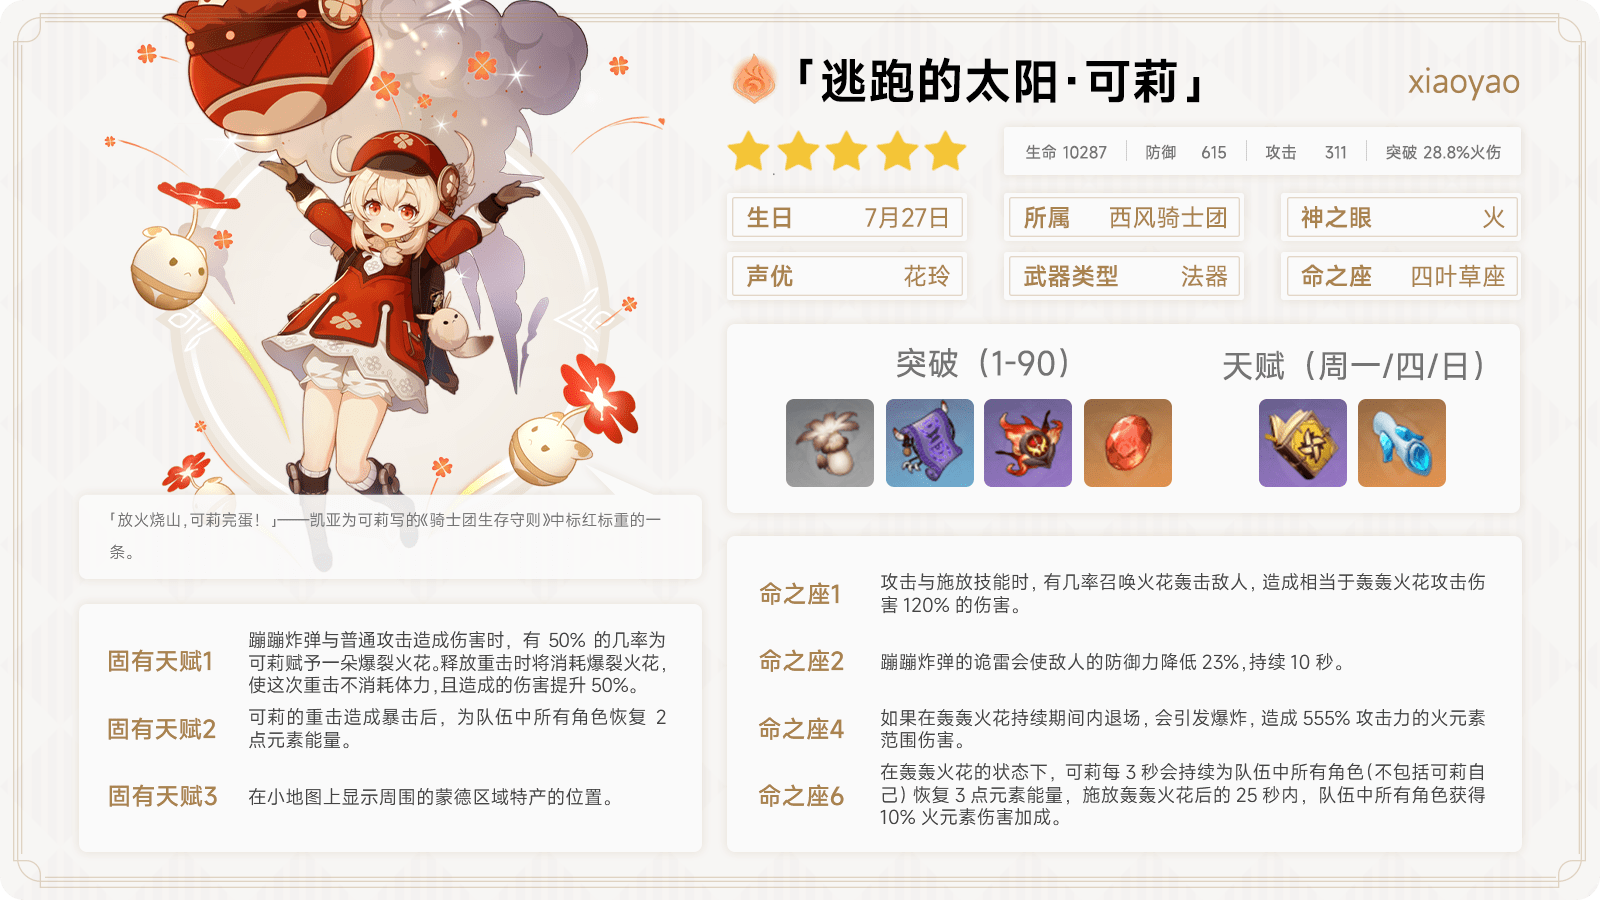 「逃跑的太阳·可莉」
xiaoyao
生命 10287 防御 615 攻击 311 突破 28.8%火伤
生日 7月27日
所属 西风骑士团
神之眼 火
声优 花玲
武器类型 法器
命之座 四叶草座
突破（1-90）
天赋（周一/四/日）
「放火烧山,可莉完蛋！」——凯亚为可莉写的《骑士团生存守则》中标红标重的一
条。
固有天赋1
蹦蹦炸弹与普通攻击造成伤害时，有 50% 的几率为
可莉赋予一朵爆裂火花。释放重击时将消耗爆裂火花,
使这次重击不消耗体力,且造成的伤害提升 50%。
固有天赋2
可莉的重击造成暴击后，为队伍中所有角色恢复 2
点元素能量。
固有天赋3
在小地图上显示周围的蒙德区域特产的位置。
命之座1
攻击与施放技能时, 有几率召唤火花轰击敌人, 造成相当于轰轰火花攻击伤
害 120% 的伤害。
命之座2
蹦蹦炸弹的诡雷会使敌人的防御力降低 23%,持续 10 秒。
命之座4
如果在轰轰火花持续期间内退场, 会引发爆炸, 造成 555% 攻击力的火元素
范围伤害。
命之座6
在轰轰火花的状态下，可莉每 3 秒会持续为队伍中所有角色(不包括可莉自
己) 恢复 3 点元素能量，施放轰轰火花后的 25 秒内，队伍中所有角色获得
10% 火元素伤害加成。